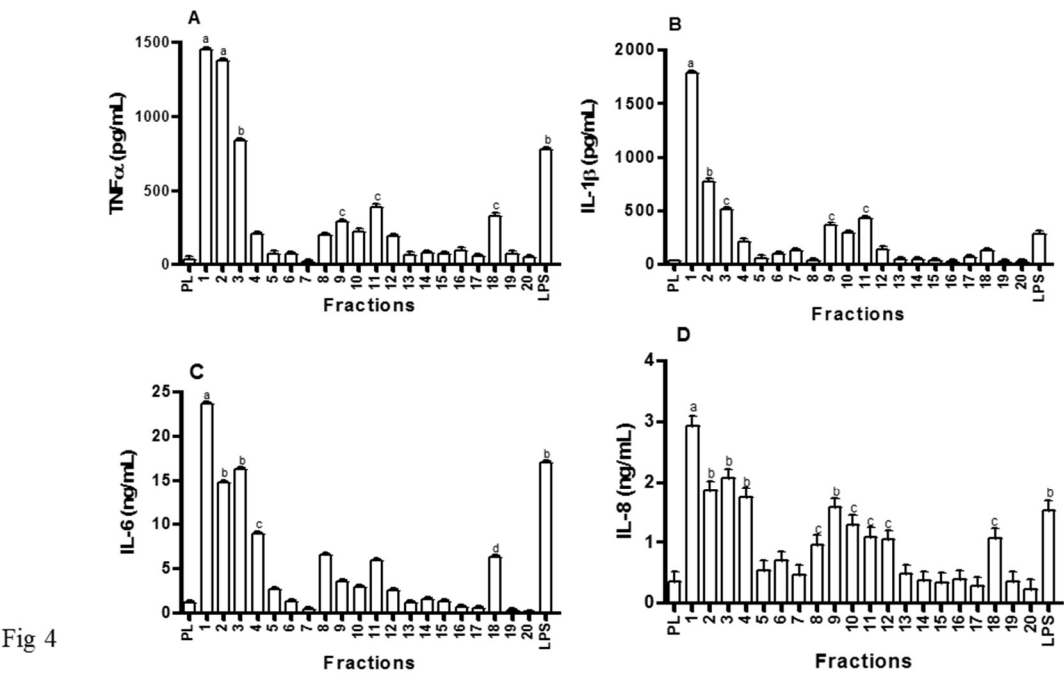 A
TNFα (pg/mL)
1500
1000
500
0
a a b c c c b
PL 1 2 3 4 5 6 7 8 9 10 11 12 13 14 15 16 17 18 19 20 LPS
Fractions
B
IL-1β (pg/mL)
2000
1500
1000
500
0
a b c c c
PL 1 2 3 4 5 6 7 8 9 10 11 12 13 14 15 16 17 18 19 20 LPS
Fractions
C
IL-6 (ng/mL)
25
20
15
10
5
0
a b b c d b
PL 1 2 3 4 5 6 7 8 9 10 11 12 13 14 15 16 17 18 19 20 LPS
Fractions
D
IL-8 (ng/mL)
4
3
2
1
0
a b b b c b c c c c b
PL 1 2 3 4 5 6 7 8 9 10 11 12 13 14 15 16 17 18 19 20 LPS
Fractions
Fig 4